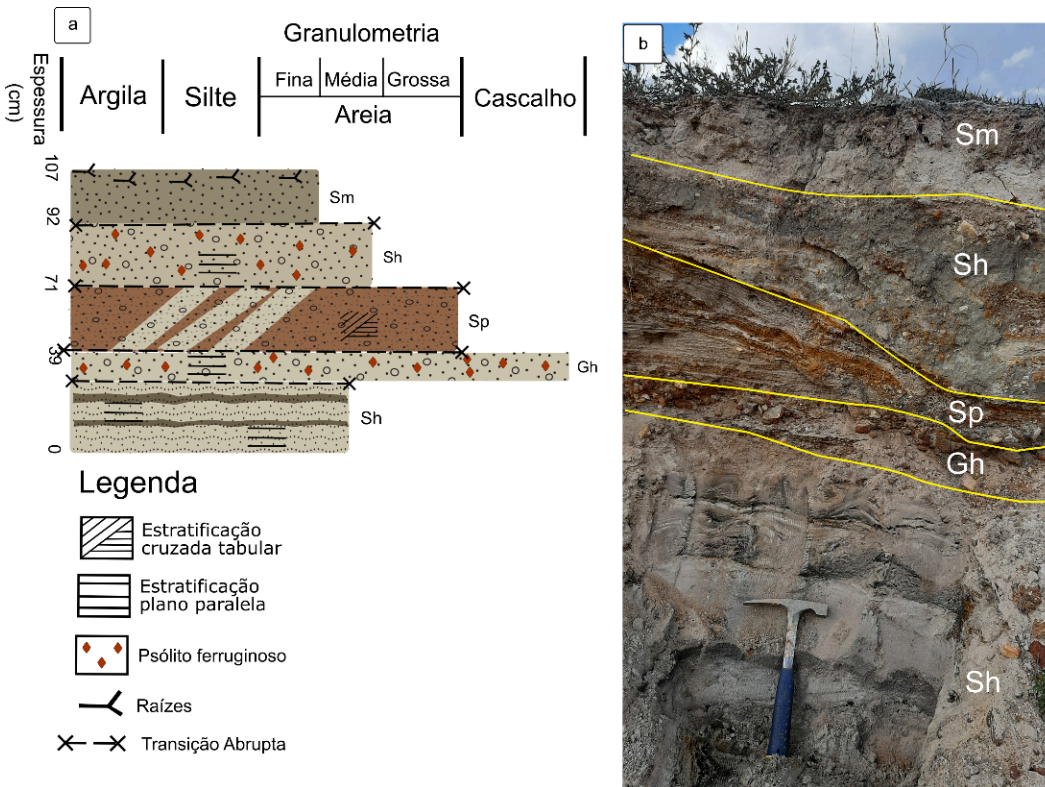 a
Granulometria
Espessura
(cm)
Argila
Silte
Fina
Média
Grossa
Areia
Cascalho
107
92
71
39
0
Sm
Sh
Sp
Gh
Sh
Legenda
Estratificação
cruzada tabular
Estratificação
plano paralela
Psólito ferruginoso
Raízes
Transição Abrupta
b
Sm
Sh
Sp
Gh
Sh